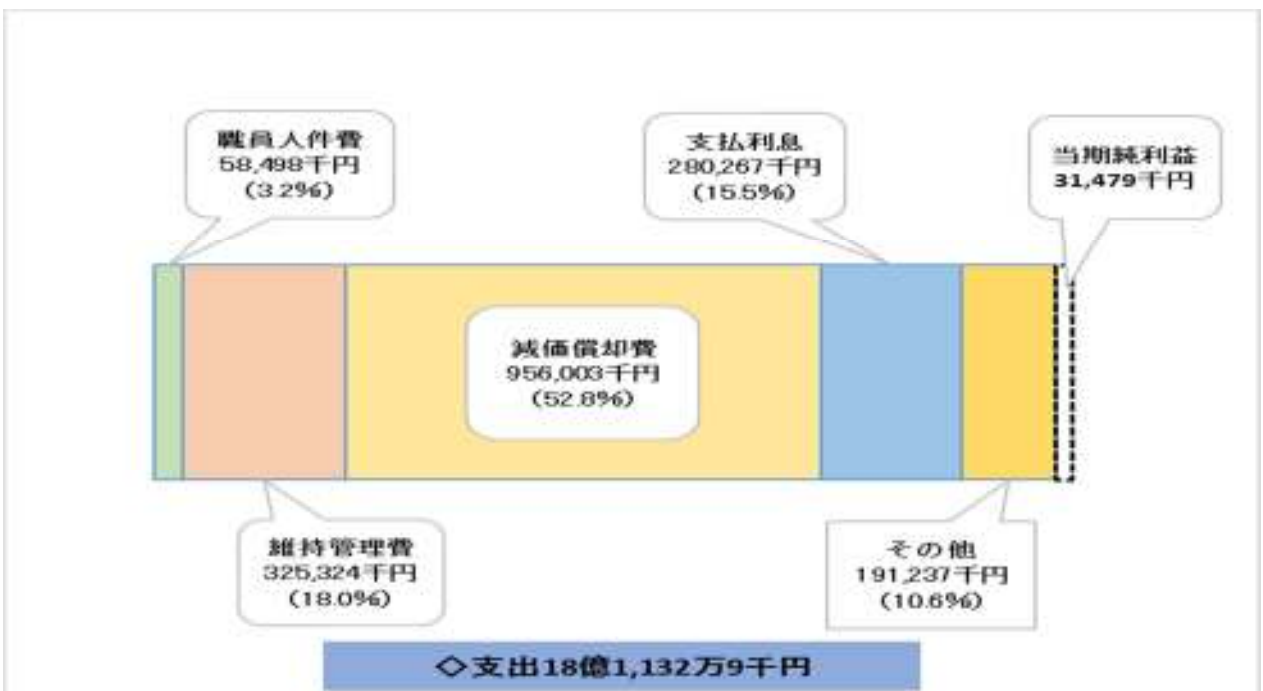 職員人件費
58,498千円
(3.2%)
支払利息
280,267千円
(15.5%)
当期純利益
31,479千円
減価償却費
956,003千円
(52.8%)
維持管理費
325,324千円
(18.0%)
その他
191,237千円
(10.6%)
◇支出18億1,132万9千円